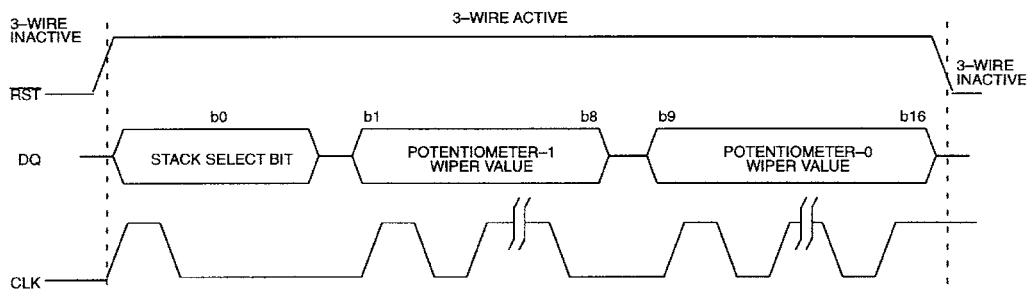 3–WIRE
INACTIVE
3–WIRE ACTIVE
3–WIRE
INACTIVE
RST
b0
b1
b8
b9
b16
DQ
STACK SELECT BIT
POTENTIOMETER–1
WIPER VALUE
POTENTIOMETER–0
WIPER VALUE
CLK